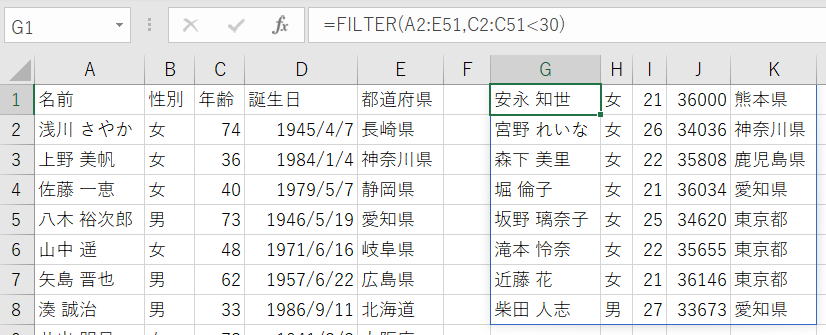 G1 fx =FILTER(A2:E51,C2:C51<30)
A B C D E F G H I J K
1 名前 性別 年齢 誕生日 都道府県 安永 知世 女 21 36000 熊本県
2 浅川 さやか 女 74 1945/4/7 長崎県 宮野 れいな 女 26 34036 神奈川県
3 上野 美帆 女 36 1984/1/4 神奈川県 森下 美里 女 22 35808 鹿児島県
4 佐藤 一恵 女 40 1979/5/7 静岡県 堀 倫子 女 21 36034 愛知県
5 八木 裕次郎 男 73 1946/5/19 愛知県 坂野 璃奈子 女 25 34620 東京都
6 山中 遥 女 48 1971/6/16 岐阜県 滝本 怜奈 女 22 35655 東京都
7 矢島 晋也 男 62 1957/6/22 広島県 近藤 花 女 21 36146 東京都
8 湊 誠治 男 33 1986/9/11 北海道 柴田 人志 男 27 33673 愛知県